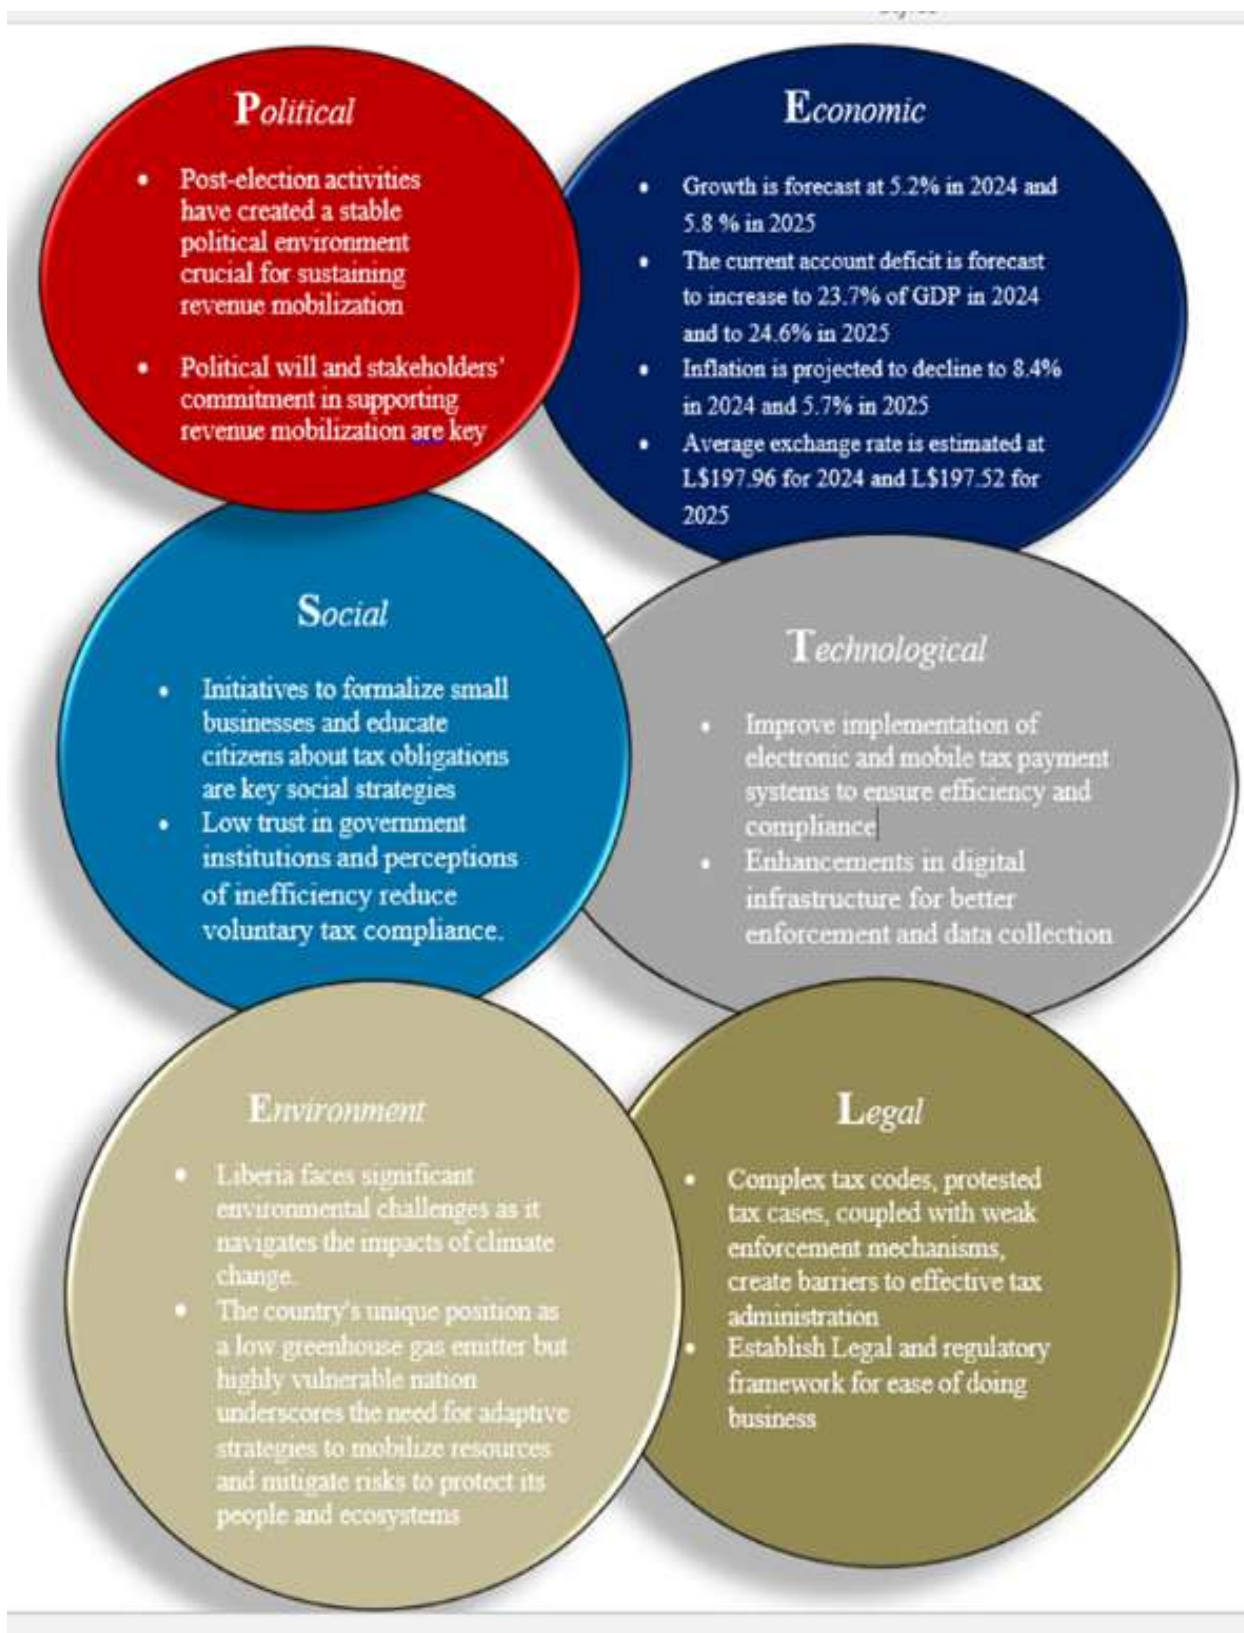 Political
• Post-election activities
have created a stable
political environment
crucial for sustaining
revenue mobilization
• Political will and stakeholders'
commitment in supporting
revenue mobilization are key
Economic
• Growth is forecast at 5.2% in 2024 and
5.8 % in 2025
• The current account deficit is forecast
to increase to 23.7% of GDP in 2024
and to 24.6% in 2025
• Inflation is projected to decline to 8.4%
in 2024 and 5.7% in 2025
• Average exchange rate is estimated at
L$197.96 for 2024 and L$197.52 for
2025
Social
• Initiatives to formalize small
businesses and educate
citizens about tax obligations
are key social strategies
• Low trust in government
institutions and perceptions
of inefficiency reduce
voluntary tax compliance.
Technological
• Improve implementation of
electronic and mobile tax payment
systems to ensure efficiency and
compliance
• Enhancements in digital
infrastructure for better
enforcement and data collection
Environment
• Liberia faces significant
environmental challenges as it
navigates the impacts of climate
change.
• The country's unique position as
a low greenhouse gas emitter but
highly vulnerable nation
underscores the need for adaptive
strategies to mobilize resources
and mitigate risks to protect its
people and ecosystems
Legal
• Complex tax codes, protested
tax cases, coupled with weak
enforcement mechanisms,
create barriers to effective tax
administration
• Establish Legal and regulatory
framework for ease of doing
business